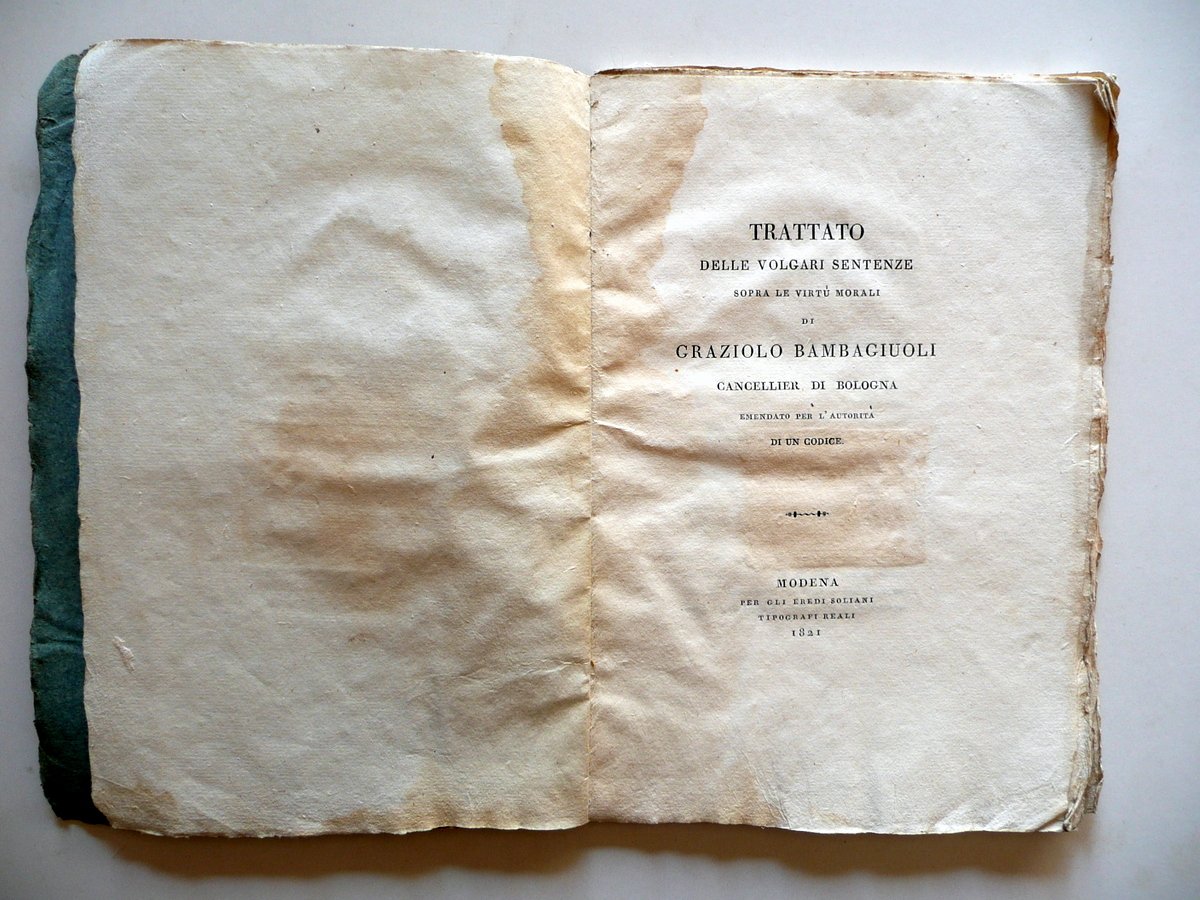 TRATTATO
DELLE VOLGARI SENTENZE
SOPRA LE VIRTÙ MORALI
DI
GRAZIOLO BAMBAGIUOLI
CANCELLIER DI BOLOGNA
EMENDATO PER L'AUTORITÀ
DI UN CODICE.
MODENA
PER GLI EREDI SOLIANI
TIPOGRAFI REALI
1821